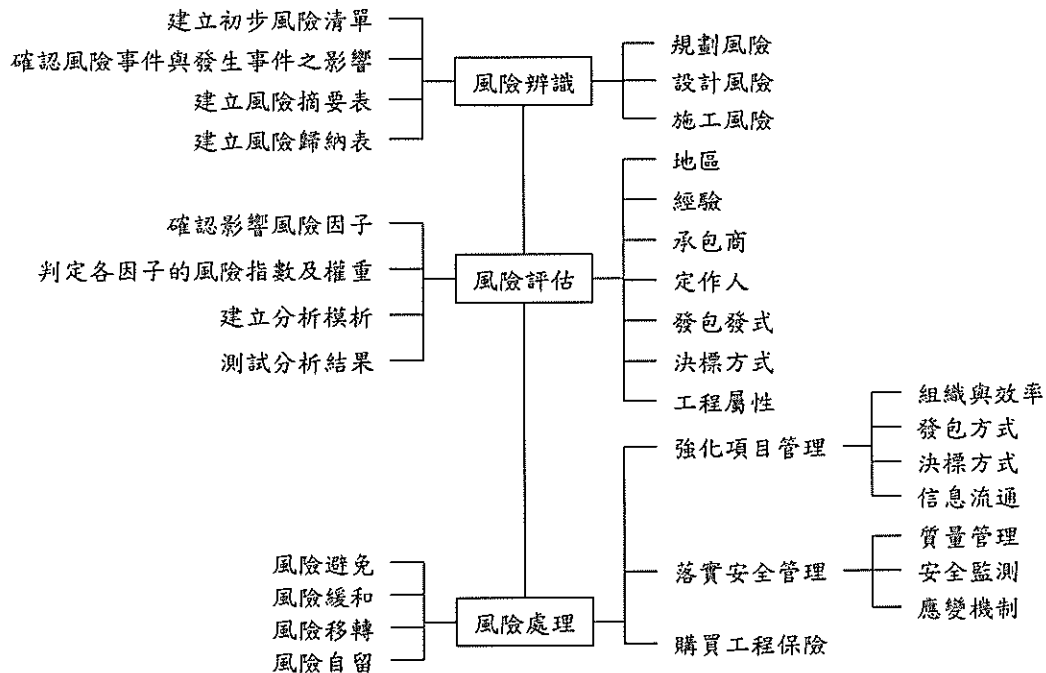 建立初步風險清單
確認風險事件與發生事件之影響
建立風險摘要表
建立風險歸納表
風險辨識
規劃風險
設計風險
施工風險
確認影響風險因子
判定各因子的風險指數及權重
建立分析模析
測試分析結果
風險評估
地區
經驗
承包商
定作人
發包發式
決標方式
工程屬性
風險避免
風險緩和
風險移轉
風險自留
風險處理
強化項目管理
組織與效率
發包方式
決標方式
信息流通
落實安全管理
質量管理
安全監測
應變機制
購買工程保險